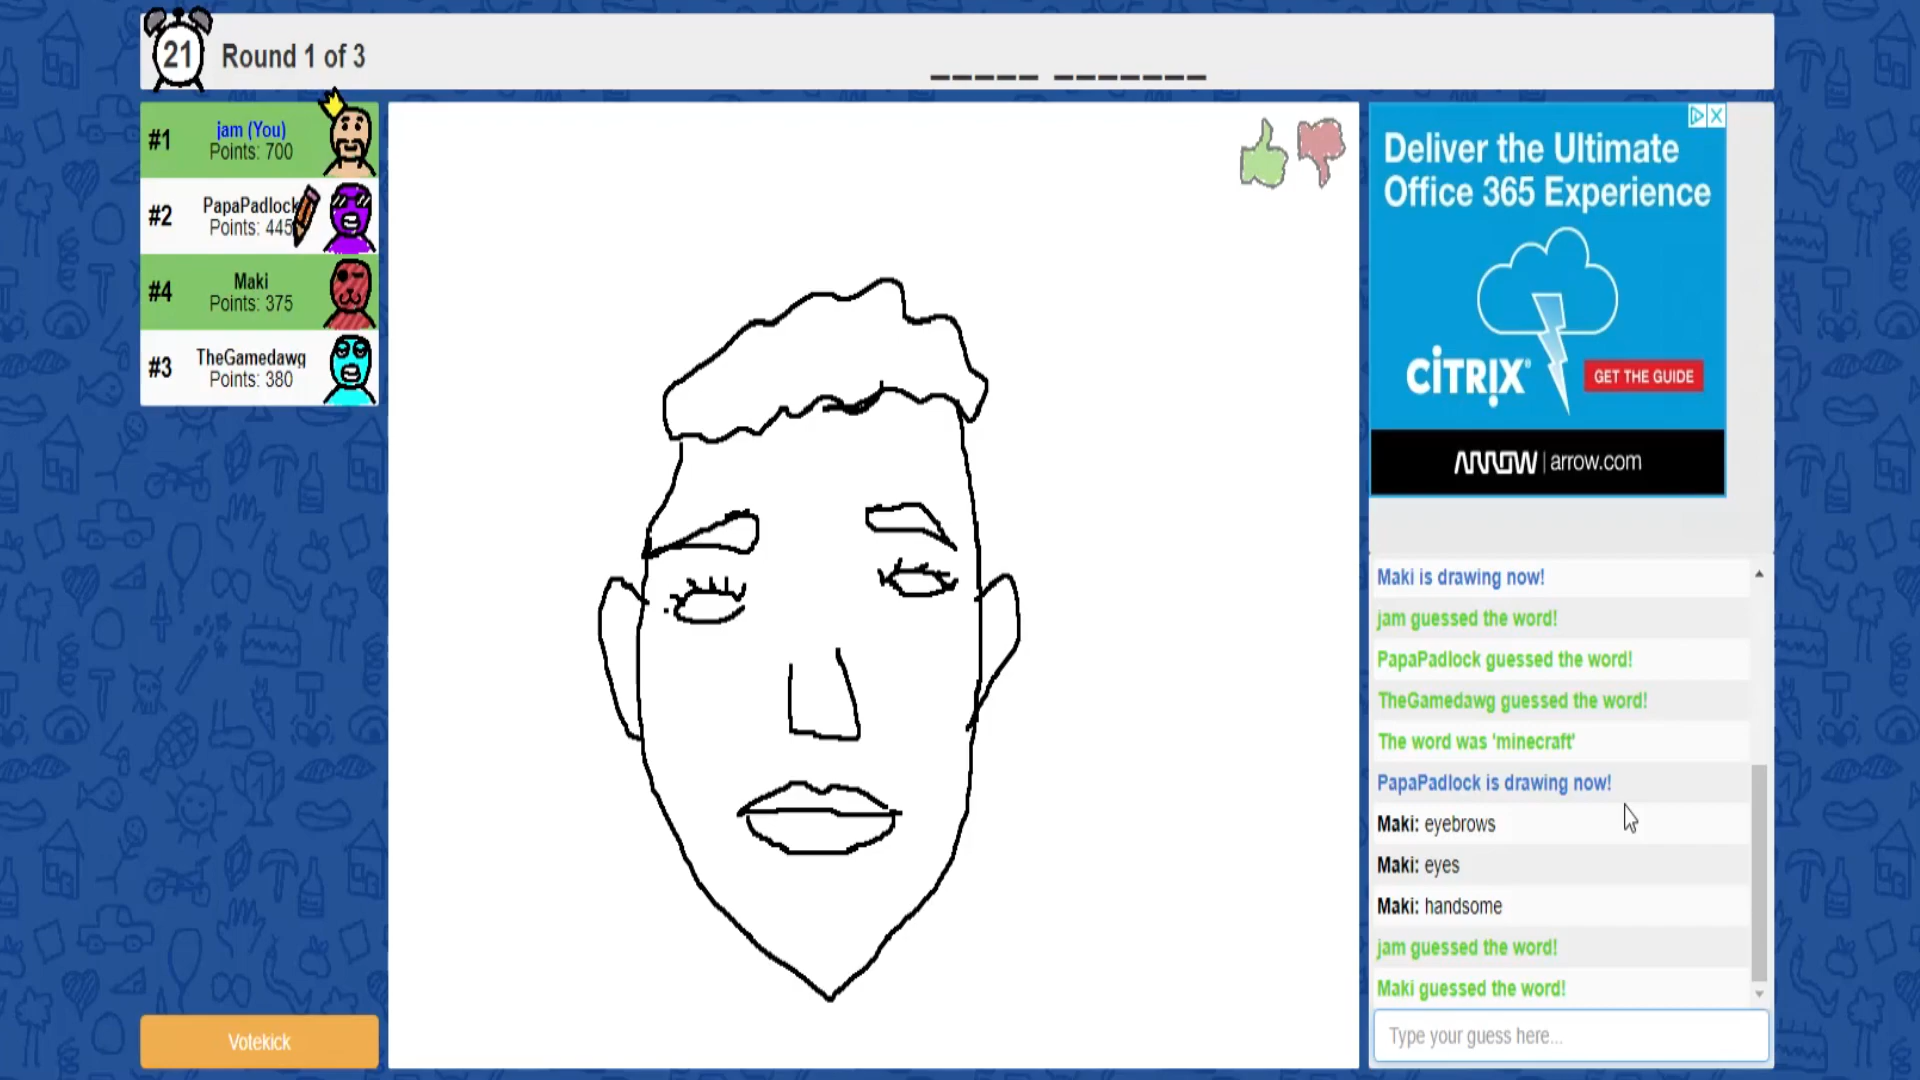 21
Round 1 of 3
_____ _______
#1
jam (You)
Points: 700
#2
PapaPadlock
Points: 445
#4
Maki
Points: 375
#3
TheGamedawg
Points: 380
Votekick
Deliver the Ultimate
Office 365 Experience
CiTRIX®
GET THE GUIDE
ARROW | arrow.com
Maki is drawing now!
jam guessed the word!
PapaPadlock guessed the word!
TheGamedawg guessed the word!
The word was 'minecraft'
PapaPadlock is drawing now!
Maki: eyebrows
Maki: eyes
Maki: handsome
jam guessed the word!
Maki guessed the word!
Type your guess here...